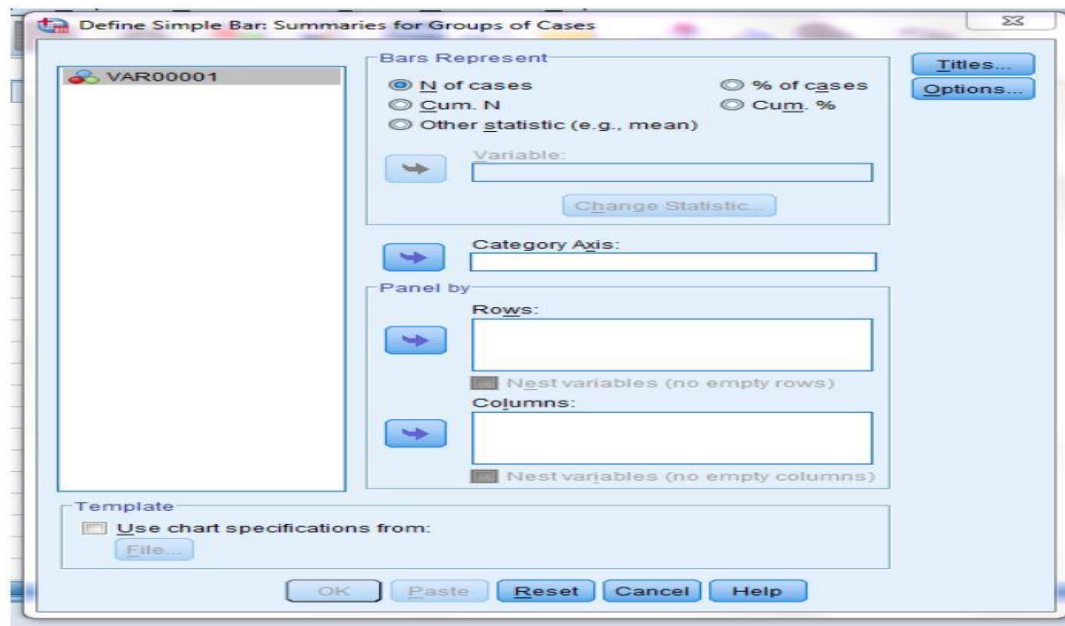 Define Simple Bar: Summaries for Groups of Cases
VAR00001
Bars Represent
N of cases
% of cases
Cum. N
Cum. %
Other statistic (e.g., mean)
Variable:
Change Statistic...
Category Axis:
Panel by
Rows:
Nest variables (no empty rows)
Columns:
Nest variables (no empty columns)
Titles...
Options...
Template
Use chart specifications from:
File...
OK Paste Reset Cancel Help